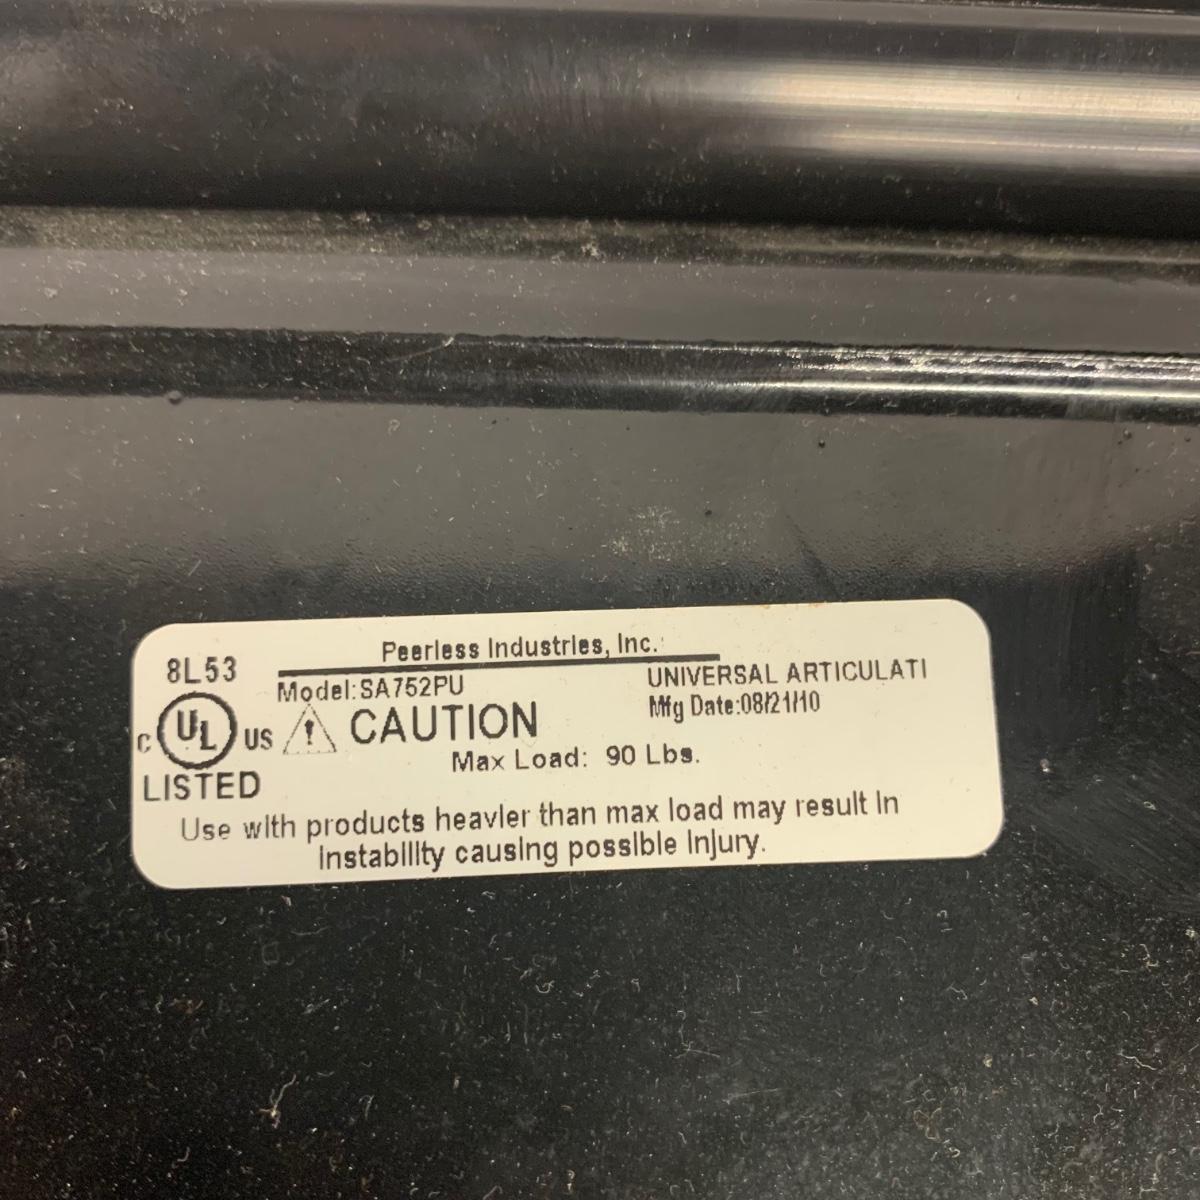 Peerless Industries, Inc.
8L53
Model:SA752PU
UNIVERSAL ARTICULATI
Mfg Date:08/21/10
C UL US
! CAUTION
Max Load: 90 Lbs.
LISTED
Use with products heavier than max load may result in
instability causing possible injury.